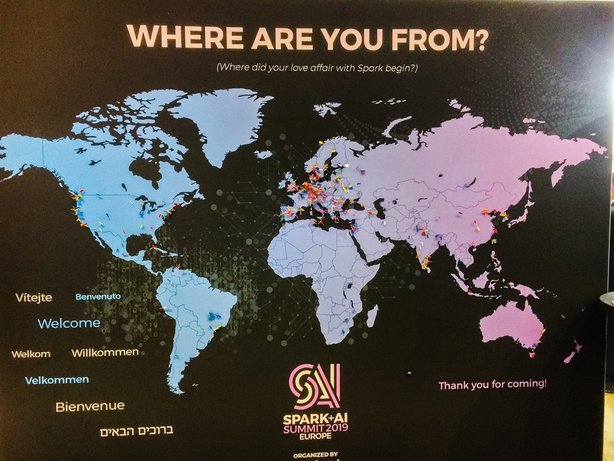 WHERE ARE YOU FROM?
(Where did your love affair with Spark begin?)
Vítejte
Benvenuto
Welcome
Welkom
Willkommen
Velkommen
Bienvenue
ברוכים הבאים
SAI
SPARK+AI
SUMMIT 2019
EUROPE
ORGANIZED BY
Thank you for coming!